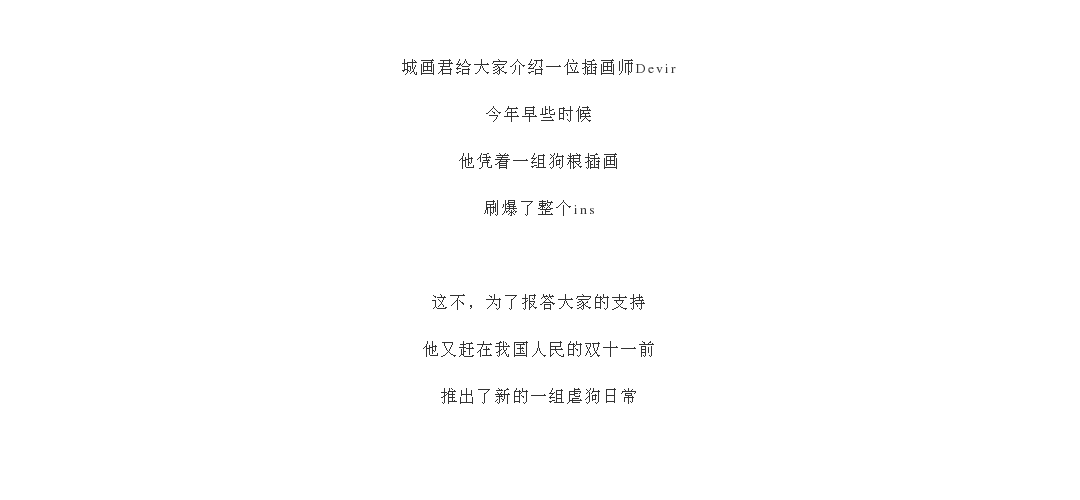 城画君给大家介绍一位插画师Devir
今年早些时候
他凭着一组狗粮插画
刷爆了整个ins
这不，为了报答大家的支持
他又赶在我国人民的双十一前
推出了新的一组虐狗日常